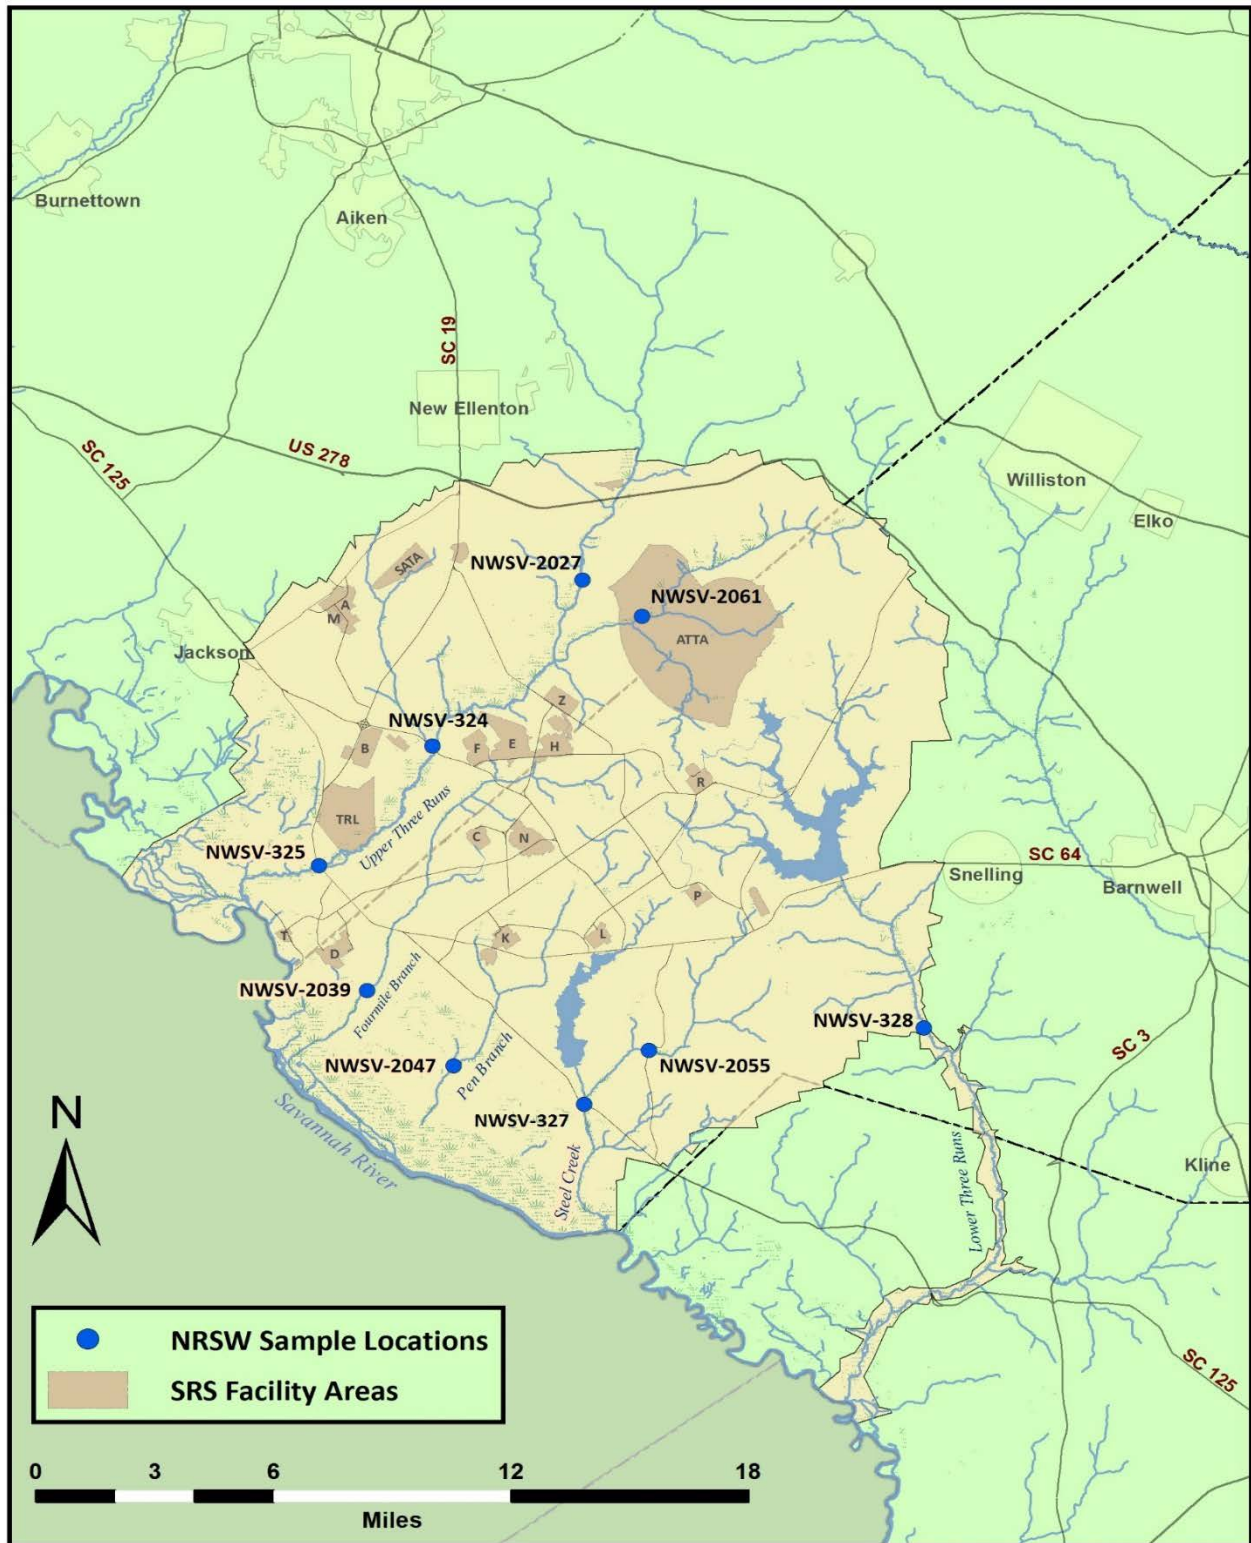 Burnettown
Aiken
SC 19
New Ellenton
SC 125
US 278
Williston
Elko
NWSV-2027
SATA
NWSV-2061
A
M
ATTA
Jackson
Z
NWSV-324
B
F
E
H
R
TRL
Upper Three Runs
C
N
NWSV-325
SC 64
Snelling
Barnwell
P
T
D
K
L
NWSV-2039
Fourmile Branch
NWSV-328
SC 3
NWSV-2047
Pen Branch
NWSV-2055
NWSV-327
Savannah River
Steel Creek
Lower Three Runs
Kline
N
SC 125
NRSW Sample Locations
SRS Facility Areas
0 3 6 12 18
Miles